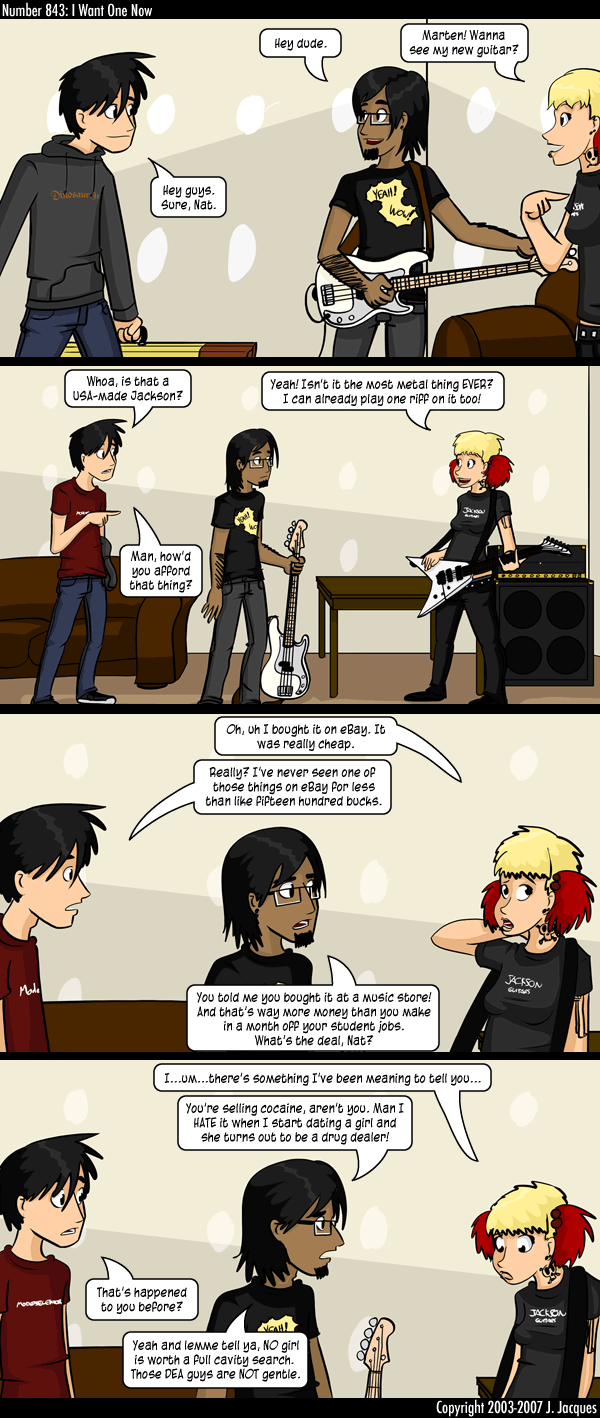 Number 843: I Want One Now
Hey dude.
Marten! Wanna
see my new guitar?
Hey guys.
Sure, Nat.
Dinosaur Jr.
YEAH!
WOW!
Whoa, is that a
USA-made Jackson?
Yeah! Isn't it the most metal thing EVER?
I can already play one riff on it too!
Man, how'd
you afford
that thing?
YEAH!
WOW!
JACKSON
GUITARS
Oh, uh I bought it on eBay. It
was really cheap.
Really? I've never seen one of
those things on eBay for less
than like fifteen hundred bucks.
JACKSON
GUITARS
You told me you bought it at a music store!
And that's way more money than you make
in a month off your student jobs.
What's the deal, Nat?
I...um...there's something I've been meaning to tell you...
You're selling cocaine, aren't you. Man I
HATE it when I start dating a girl and
she turns out to be a drug dealer!
That's happened
to you before?
YEAH!
JACKSON
GUITARS
Yeah and lemme tell ya, NO girl
is worth a full cavity search.
Those DEA guys are NOT gentle.
Copyright 2003-2007 J. Jacques